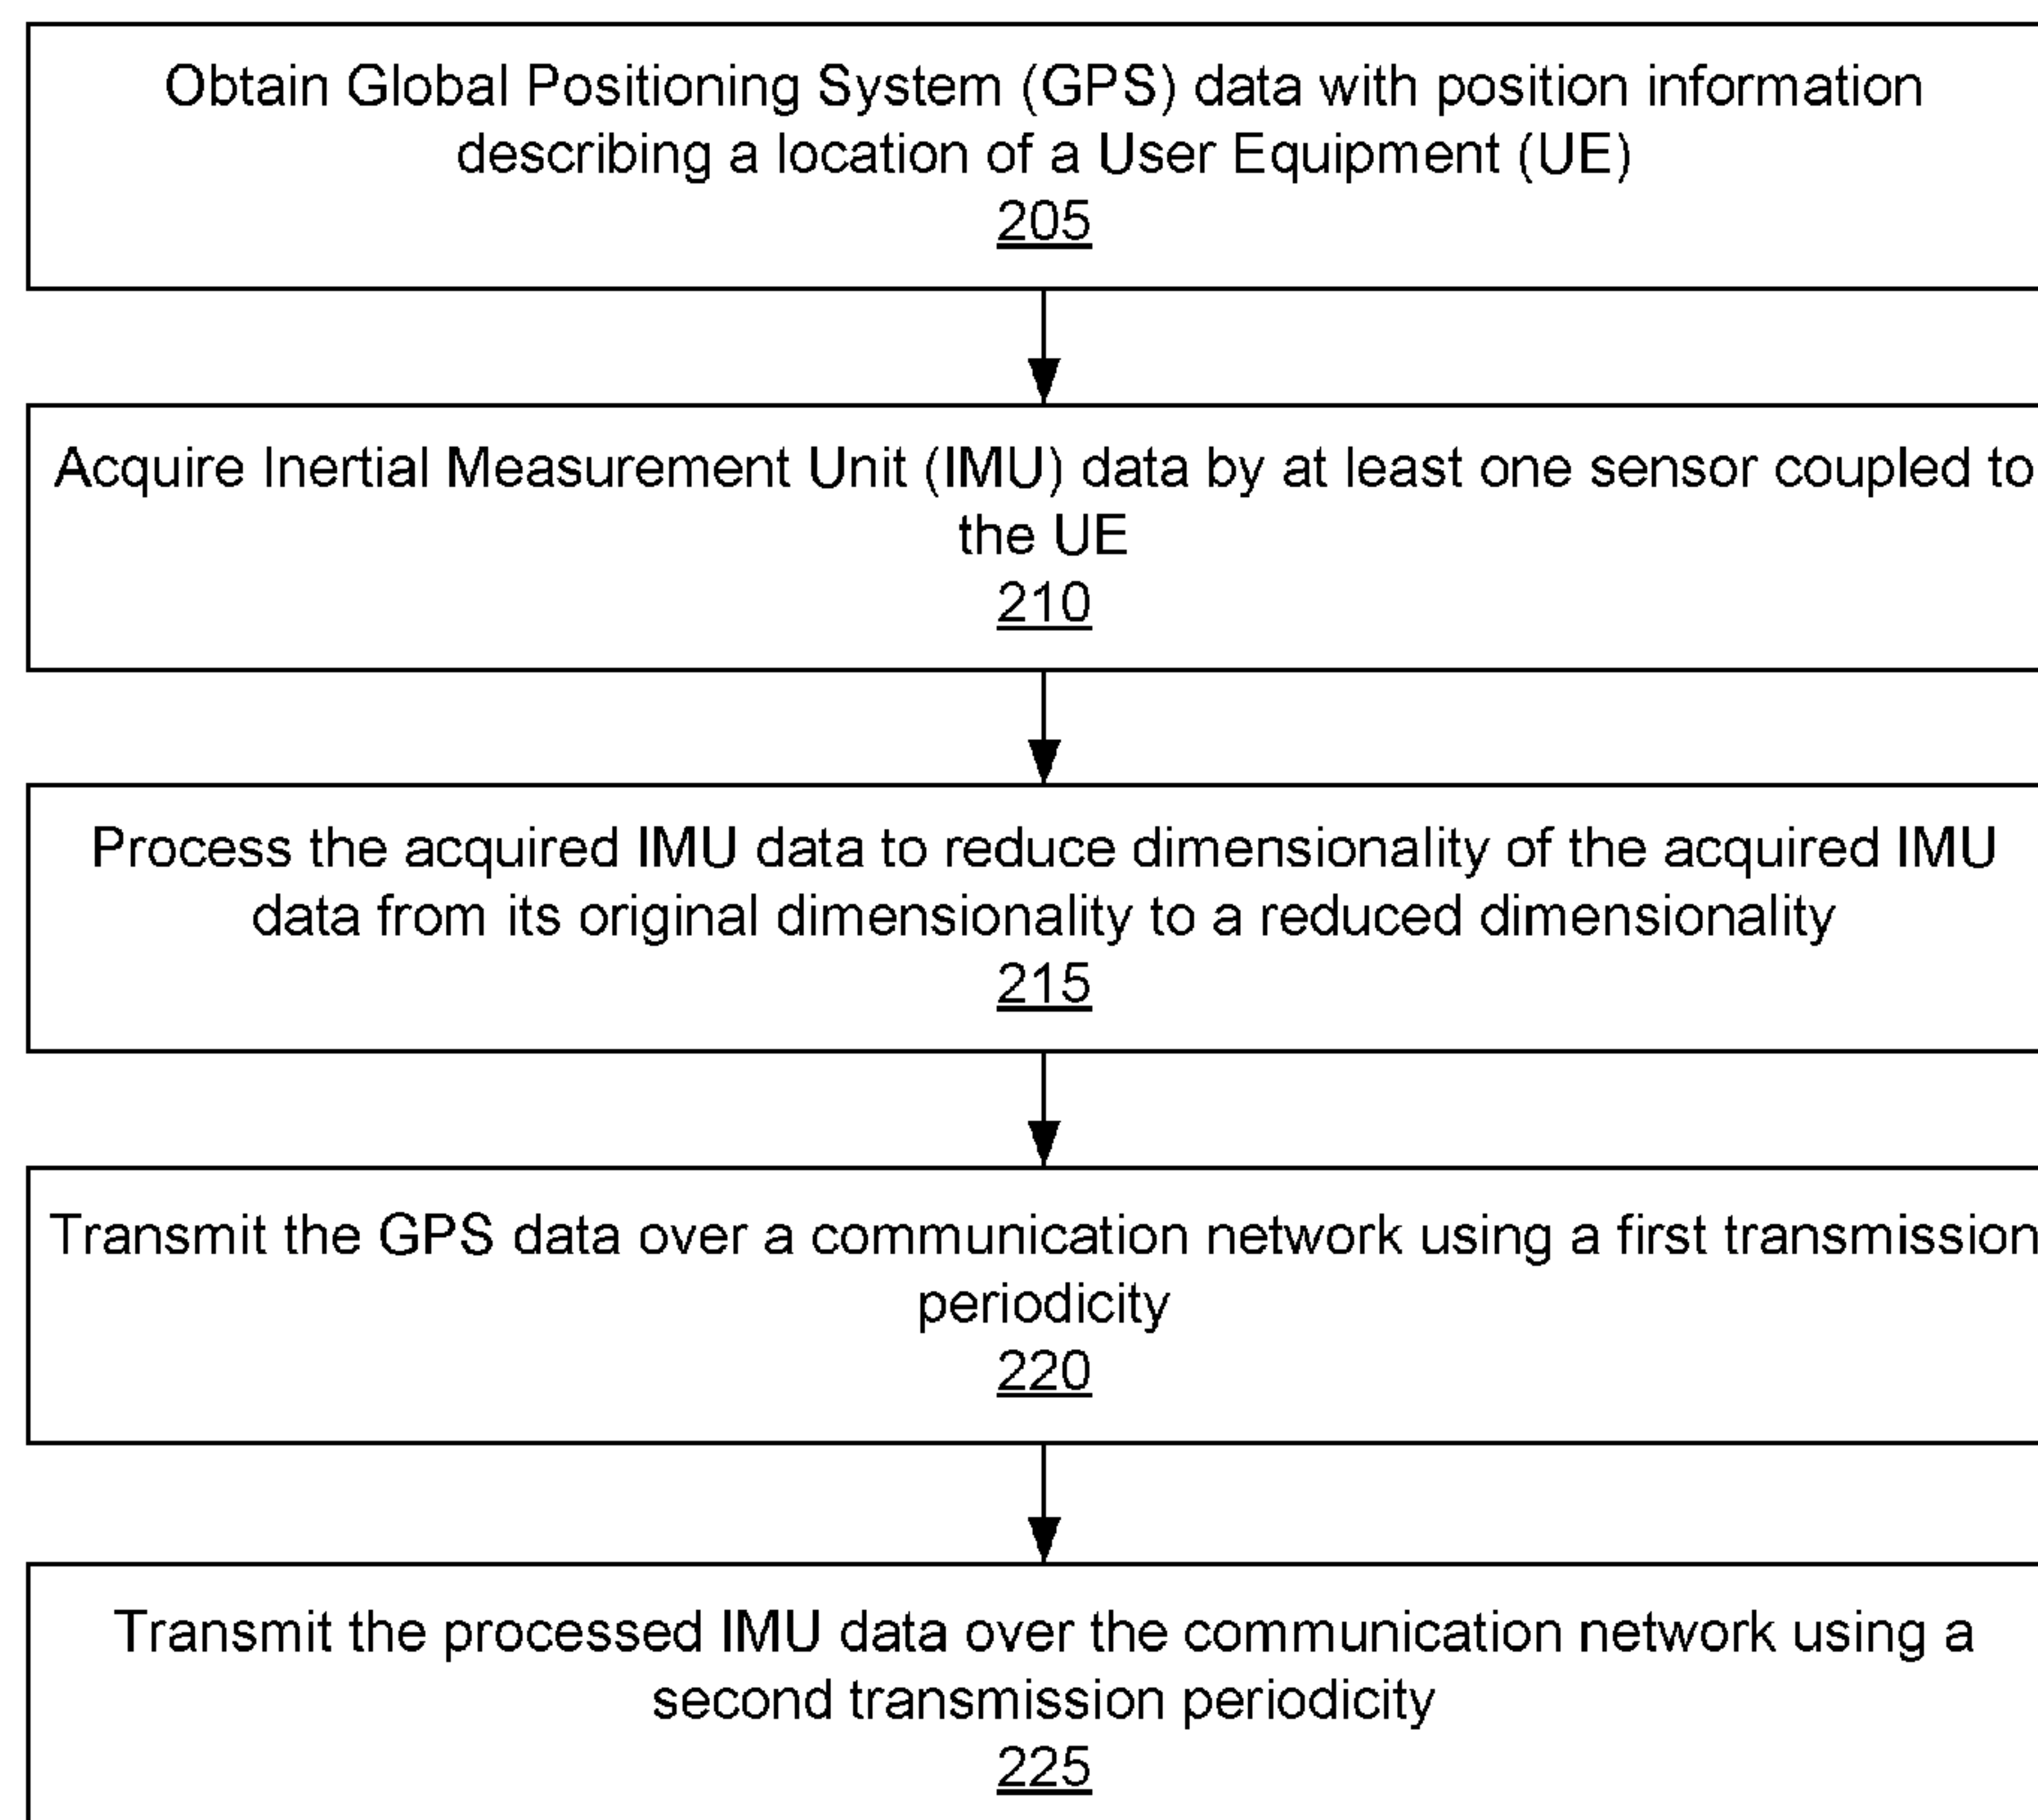 Obtain Global Positioning System (GPS) data with position information
describing a location of a User Equipment (UE)
205
Acquire Inertial Measurement Unit (IMU) data by at least one sensor coupled to
the UE
210
Process the acquired IMU data to reduce dimensionality of the acquired IMU
data from its original dimensionality to a reduced dimensionality
215
Transmit the GPS data over a communication network using a first transmission
periodicity
220
Transmit the processed IMU data over the communication network using a
second transmission periodicity
225